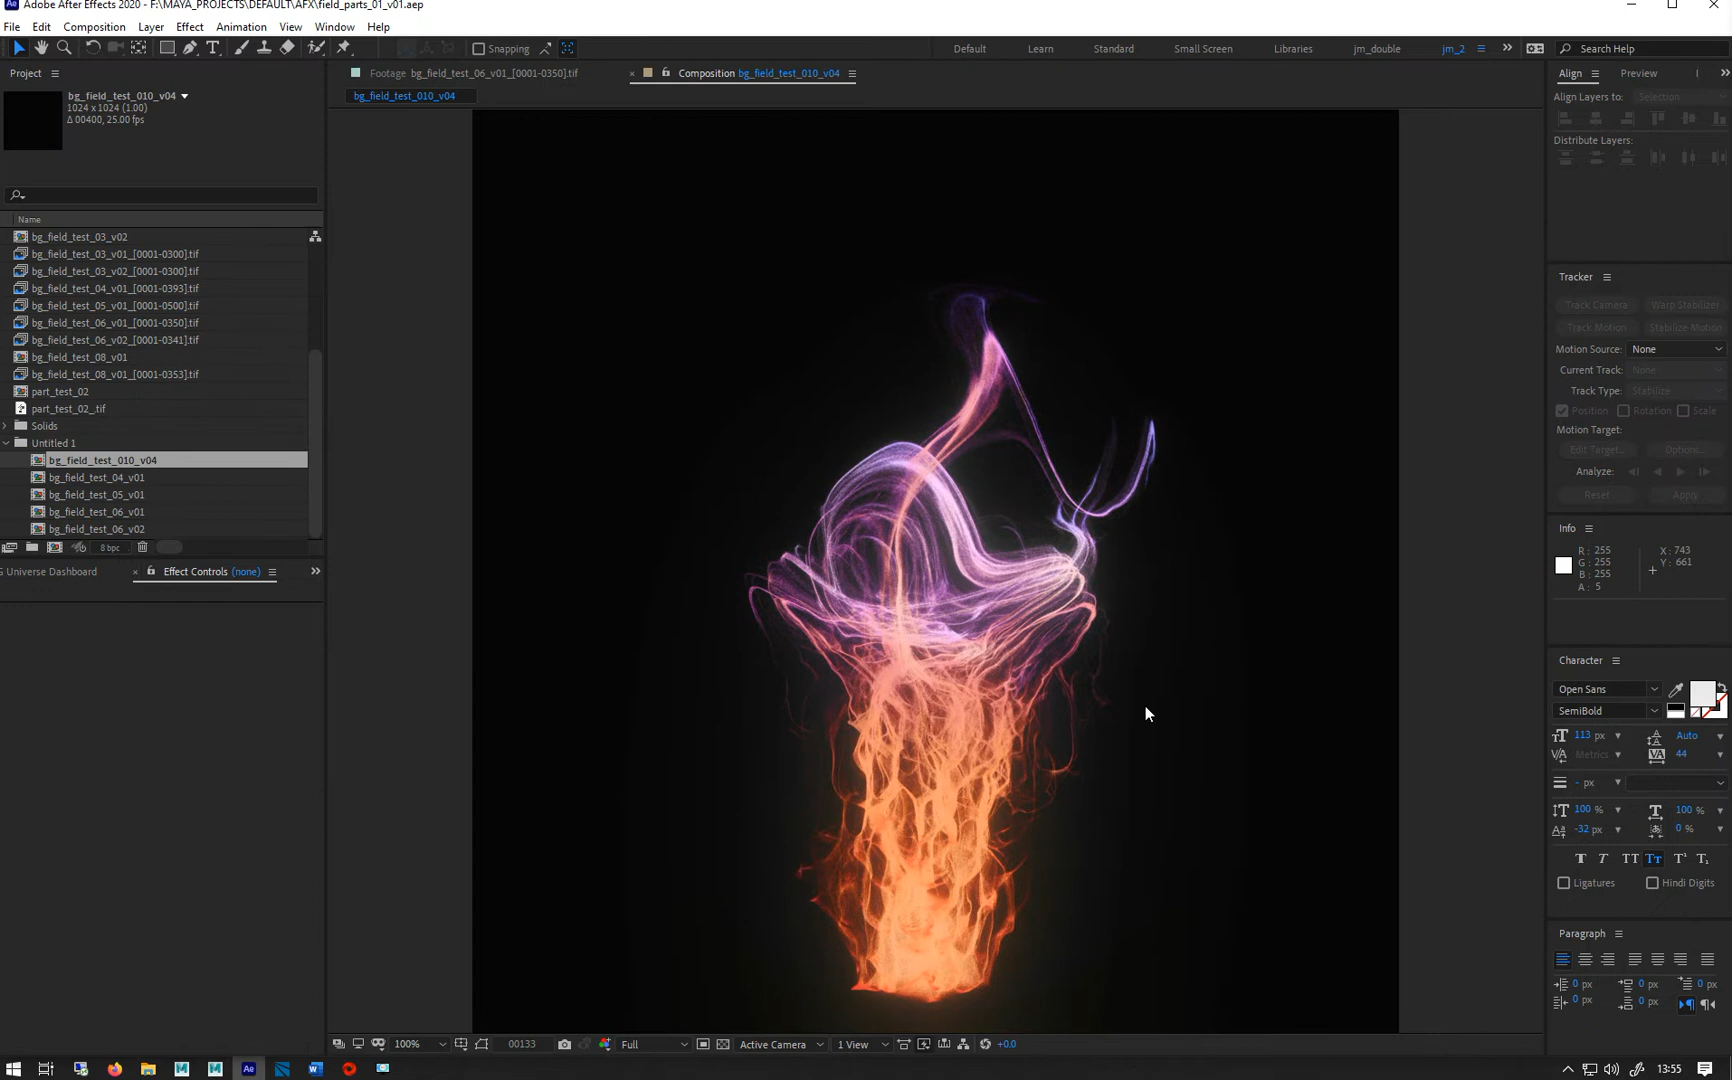 Adobe After Effects 2020 - F:\MAYA_PROJECTS\DEFAULT\AFX\field_parts_01_v01.aep
File Edit Composition Layer Effect Animation View Window Help
Snapping
Default Learn Standard Small Screen Libraries jm_double jm_2
Search Help
Project
Footage bg_field_test_06_v01_[0001-0350].tif
Composition bg_field_test_010_v04
Align Preview
bg_field_test_010_v04
1024 x 1024 (1.00)
Δ 00400, 25.00 fps
bg_field_test_010_v04
Align Layers to: Selection
Distribute Layers:
Name
bg_field_test_03_v02
bg_field_test_03_v01_[0001-0300].tif
bg_field_test_03_v02_[0001-0300].tif
bg_field_test_04_v01_[0001-0393].tif
bg_field_test_05_v01_[0001-0500].tif
bg_field_test_06_v01_[0001-0350].tif
bg_field_test_06_v02_[0001-0341].tif
bg_field_test_08_v01
bg_field_test_08_v01_[0001-0353].tif
part_test_02
part_test_02_.tif
Solids
Untitled 1
bg_field_test_010_v04
bg_field_test_04_v01
bg_field_test_05_v01
bg_field_test_06_v01
bg_field_test_06_v02
8 bpc
G Universe Dashboard
Effect Controls (none)
Tracker
Track Camera Warp Stabilizer
Track Motion Stabilize Motion
Motion Source: None
Current Track: None
Track Type: Stabilize
Position Rotation Scale
Motion Target:
Edit Target... Options...
Analyze:
Reset Apply
Info
R: 255
G: 255
B: 255
A: 5
X: 743
Y: 661
Character
Open Sans
SemiBold
113 px Auto
Metrics 44
- px
100 % 100 %
-32 px 0 %
Ligatures Hindi Digits
Paragraph
0 px 0 px 0 px
0 px 0 px
100% 00133 Full Active Camera 1 View +0.0
13:55